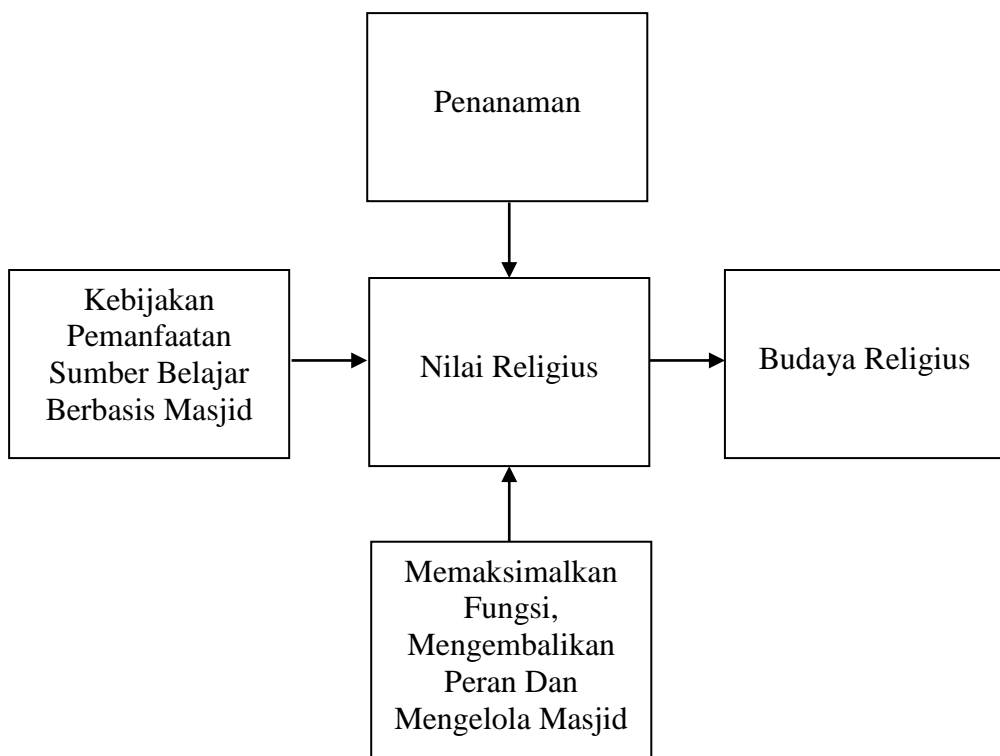 Penanaman
Kebijakan
Pemanfaatan
Sumber Belajar
Berbasis Masjid
Nilai Religius
Budaya Religius
Memaksimalkan
Fungsi,
Mengembalikan
Peran Dan
Mengelola Masjid